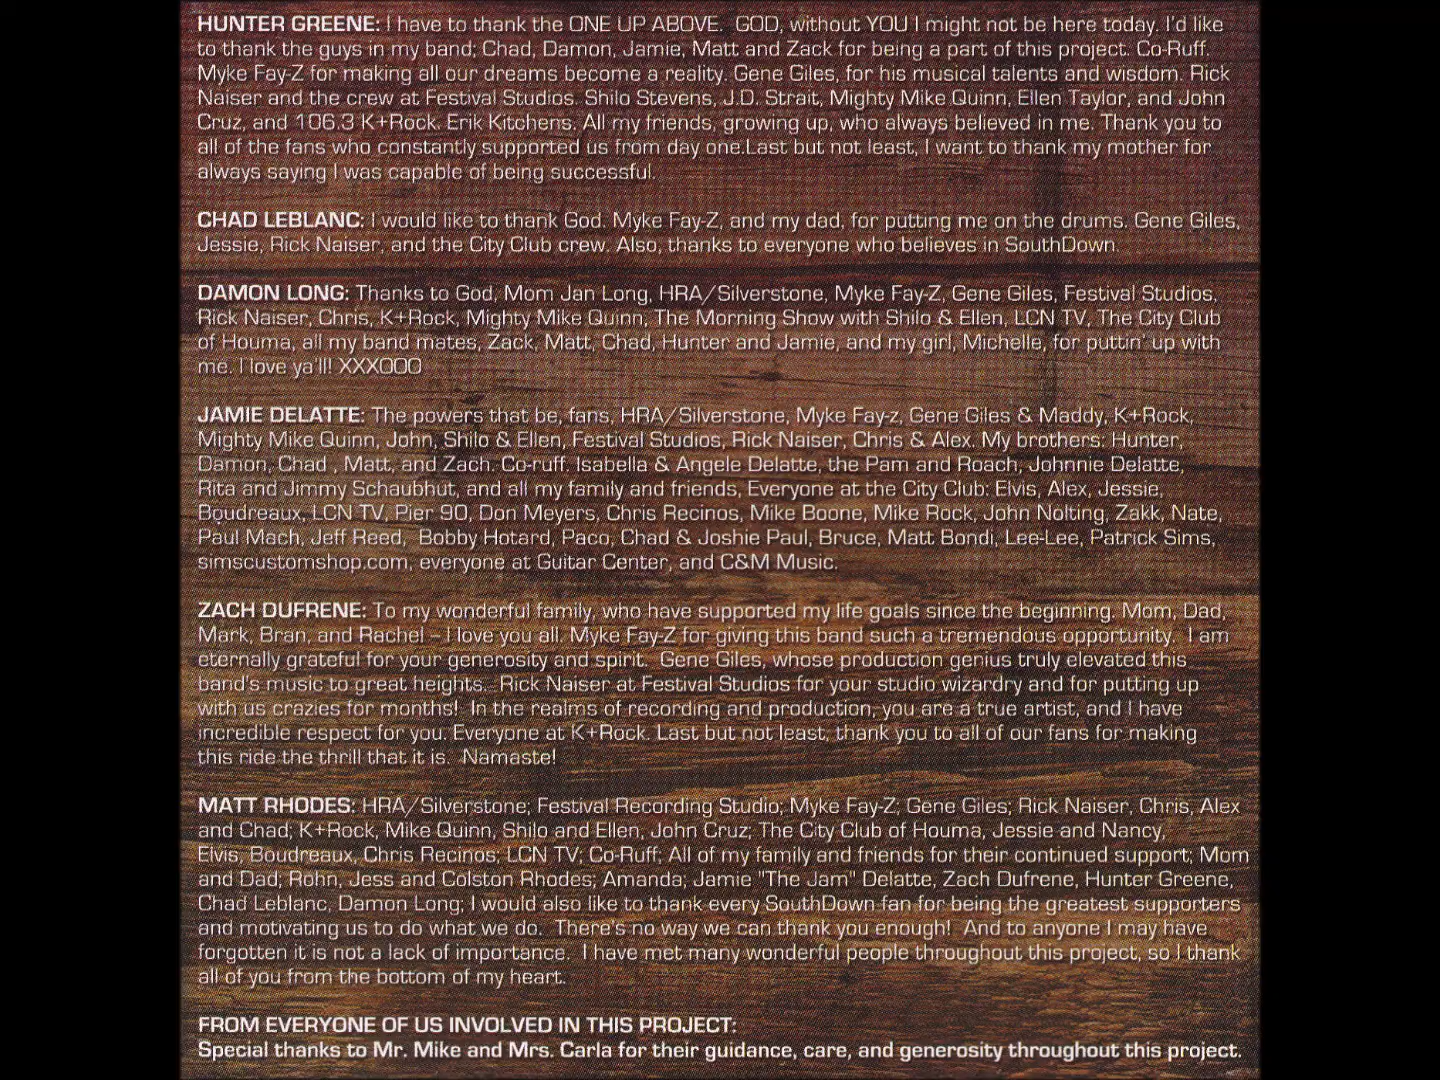 HUNTER GREENE: I have to thank the ONE UP ABOVE. GOD, without YOU I might not be here today. I'd like
to thank the guys in my band; Chad, Damon, Jamie, Matt and Zack for being a part of this project. Co-Ruff.
Myke Fay-Z for making all our dreams become a reality. Gene Giles, for his musical talents and wisdom. Rick
Naiser and the crew at Festival Studios. Shilo Stevens, J.D. Strait, Mighty Mike Quinn, Ellen Taylor, and John
Cruz, and 106.3 K+Rock. Erik Kitchens. All my friends, growing up, who always believed in me. Thank you to
all of the fans who constantly supported us from day one.Last but not least, I want to thank my mother for
always saying I was capable of being successful.
CHAD LEBLANC: I would like to thank God. Myke Fay-Z, and my dad, for putting me on the drums. Gene Giles,
Jessie, Rick Naiser, and the City Club crew. Also, thanks to everyone who believes in SouthDown.
DAMON LONG: Thanks to God, Mom Jan Long, HRA/Silverstone, Myke Fay-Z, Gene Giles, Festival Studios,
Rick Naiser, Chris, K+Rock, Mighty Mike Quinn, The Morning Show with Shilo & Ellen, LCN TV, The City Club
of Houma, all my band mates, Zack, Matt, Chad, Hunter and Jamie, and my girl, Michelle, for puttin' up with
me. I love ya'll! XXXOOO
JAMIE DELATTE: The powers that be, fans, HRA/Silverstone, Myke Fay-z, Gene Giles & Maddy, K+Rock,
Mighty Mike Quinn, John, Shilo & Ellen, Festival Studios, Rick Naiser, Chris & Alex. My brothers: Hunter,
Damon, Chad , Matt, and Zach. Co-ruff. Isabella & Angele Delatte, the Pam and Roach, Johnnie Delatte,
Rita and Jimmy Schaubhut, and all my family and friends, Everyone at the City Club: Elvis, Alex, Jessie,
Boudreaux, LCN TV, Pier 90, Don Meyers, Chris Recinos, Mike Boone, Mike Rock, John Nolting, Zakk, Nate,
Paul Mach, Jeff Reed, Bobby Hotard, Paco, Chad & Joshie Paul, Bruce, Matt Bondi, Lee-Lee, Patrick Sims,
simscustomshop.com, everyone at Guitar Center, and C&M Music.
ZACH DUFRENE: To my wonderful family, who have supported my life goals since the beginning. Mom, Dad,
Mark, Bran, and Rachel – I love you all. Myke Fay-Z for giving this band such a tremendous opportunity. I am
eternally grateful for your generosity and spirit. Gene Giles, whose production genius truly elevated this
band's music to great heights. Rick Naiser at Festival Studios for your studio wizardry and for putting up
with us crazies for months! In the realms of recording and production, you are a true artist, and I have
incredible respect for you. Everyone at K+Rock. Last but not least, thank you to all of our fans for making
this ride the thrill that it is. Namaste!
MATT RHODES: HRA/Silverstone; Festival Recording Studio; Myke Fay-Z; Gene Giles; Rick Naiser, Chris, Alex
and Chad; K+Rock, Mike Quinn, Shilo and Ellen, John Cruz; The City Club of Houma, Jessie and Nancy,
Elvis, Boudreaux, Chris Recinos; LCN TV; Co-Ruff; All of my family and friends for their continued support; Mom
and Dad; Rohn, Jess and Colston Rhodes; Amanda; Jamie "The Jam" Delatte, Zach Dufrene, Hunter Greene,
Chad Leblanc, Damon Long; I would also like to thank every SouthDown fan for being the greatest supporters
and motivating us to do what we do. There's no way we can thank you enough! And to anyone I may have
forgotten it is not a lack of importance. I have met many wonderful people throughout this project, so I thank
all of you from the bottom of my heart.
FROM EVERYONE OF US INVOLVED IN THIS PROJECT:
Special thanks to Mr. Mike and Mrs. Carla for their guidance, care, and generosity throughout this project.